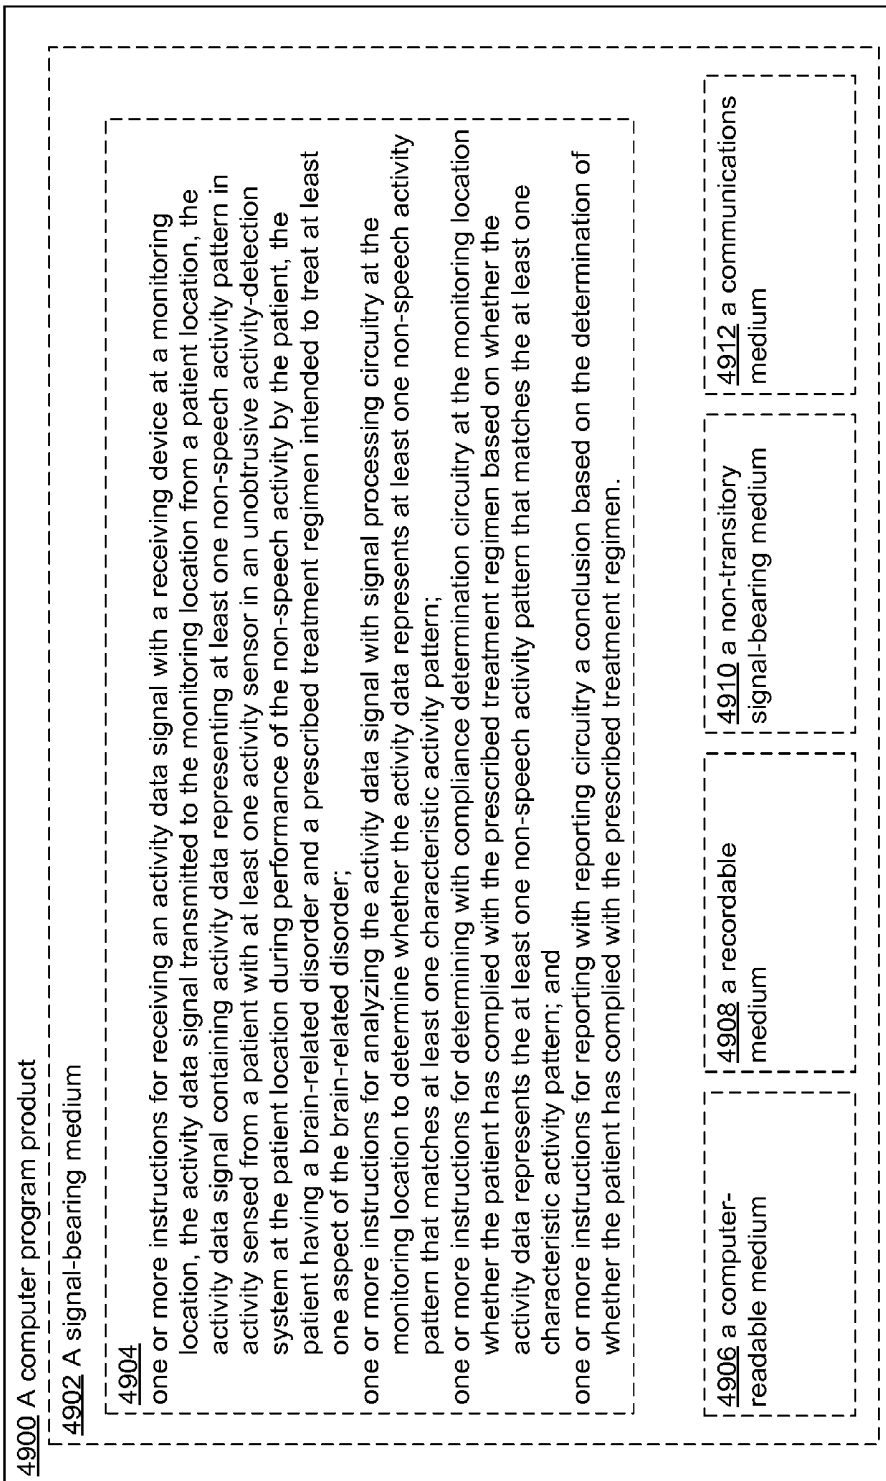 4900 A computer program product
4902 A signal-bearing medium
4904
one or more instructions for receiving an activity data signal with a receiving device at a monitoring
location, the activity data signal transmitted to the monitoring location from a patient location, the
activity data signal containing activity data representing at least one non-speech activity pattern in
activity sensed from a patient with at least one activity sensor in an unobtrusive activity-detection
system at the patient location during performance of the non-speech activity by the patient, the
patient having a brain-related disorder and a prescribed treatment regimen intended to treat at least
one aspect of the brain-related disorder;
one or more instructions for analyzing the activity data signal with signal processing circuitry at the
monitoring location to determine whether the activity data represents at least one non-speech activity
pattern that matches at least one characteristic activity pattern;
one or more instructions for determining with compliance determination circuitry at the monitoring location
whether the patient has complied with the prescribed treatment regimen based on whether the
activity data represents the at least one non-speech activity pattern that matches the at least one
characteristic activity pattern; and
one or more instructions for reporting with reporting circuitry a conclusion based on the determination of
whether the patient has complied with the prescribed treatment regimen.
4906 a computer-
readable medium
4908 a recordable
medium
4910 a non-transitory
signal-bearing medium
4912 a communications
medium